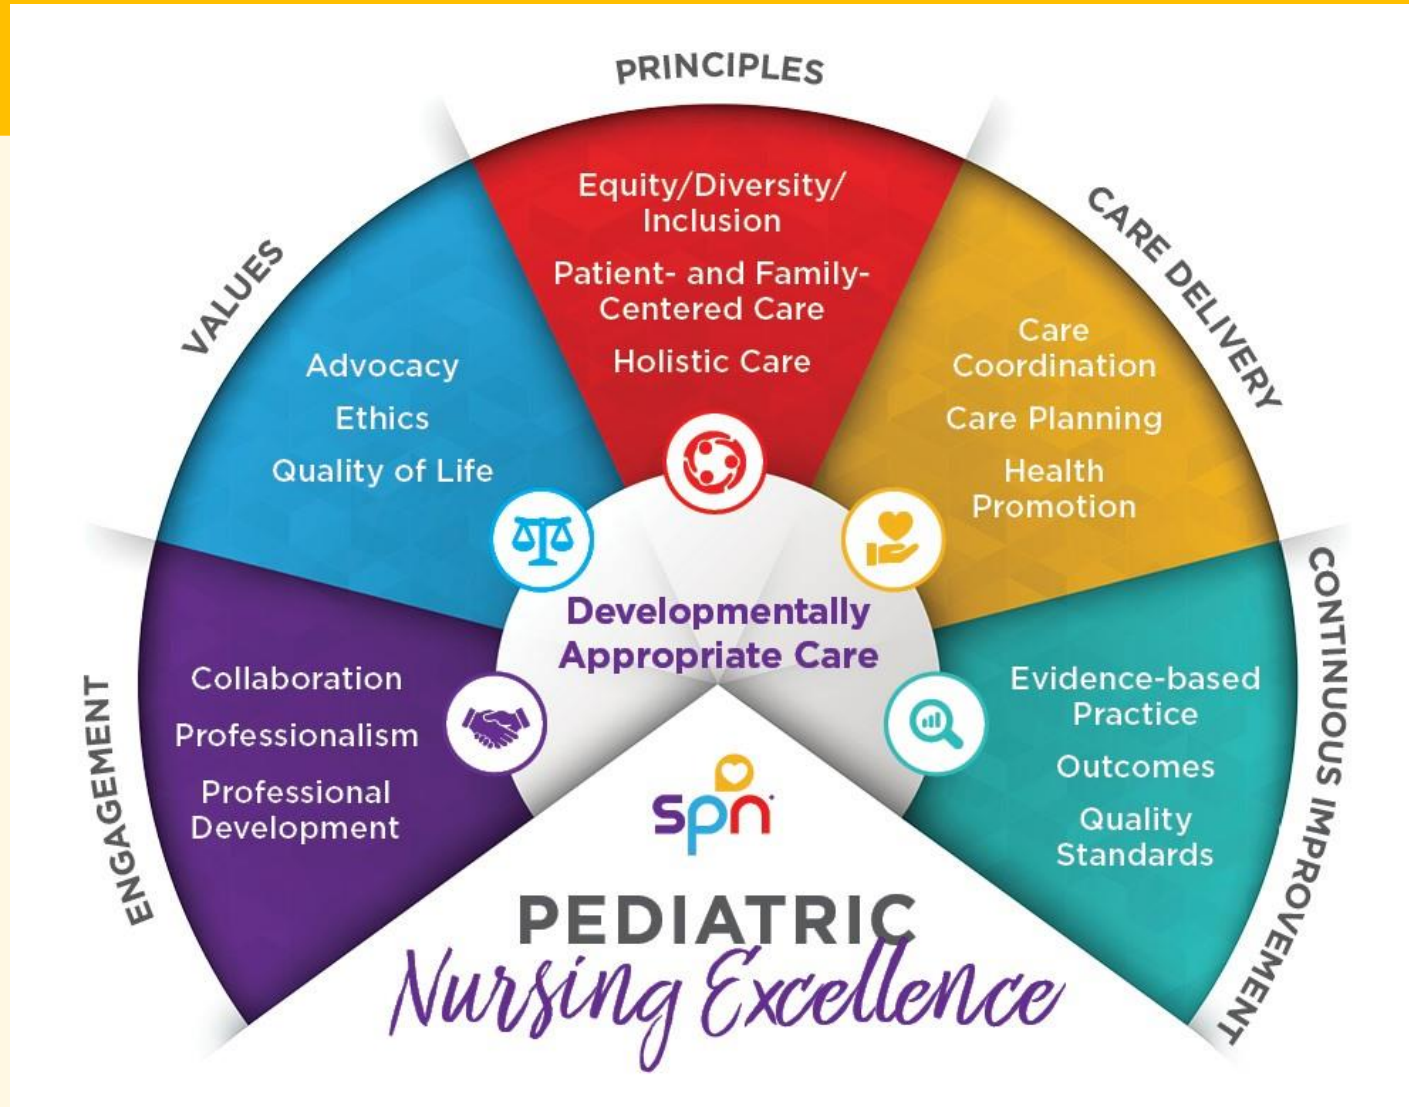 PRINCIPLES
VALUES
CARE DELIVERY
ENGAGEMENT
CONTINUOUS IMPROVEMENT
Equity/Diversity/
Inclusion
Patient- and Family-
Centered Care
Holistic Care
Advocacy
Ethics
Quality of Life
Care
Coordination
Care Planning
Health
Promotion
Collaboration
Professionalism
Professional
Development
Evidence-based
Practice
Outcomes
Quality
Standards
Developmentally
Appropriate Care
spn
PEDIATRIC
Nursing Excellence